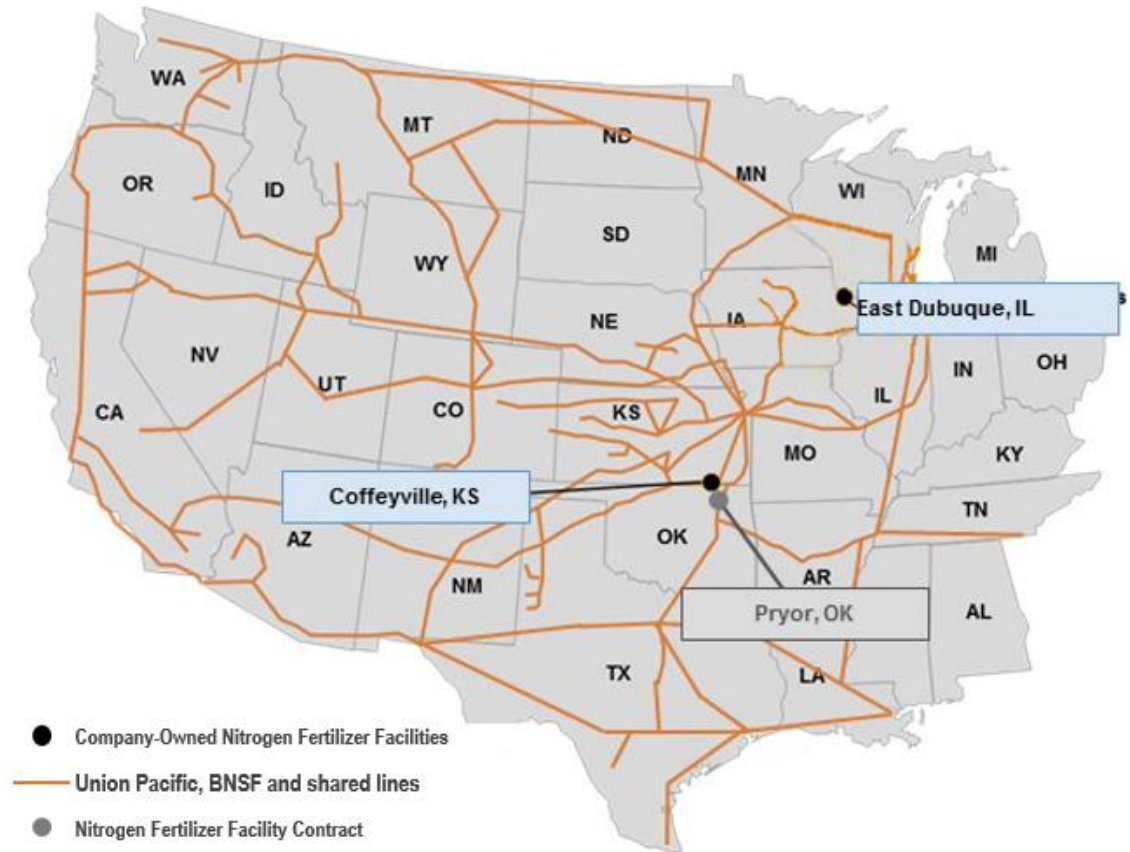 WA
MT
ND
MN
OR
ID
WI
SD
MI
WY
East Dubuque, IL
s
NE
IA
NV
OH
IN
UT
IL
CO
KS
CA
MO
KY
Coffeyville, KS
TN
OK
AZ
AR
NM
AL
Pryor, OK
TX
LA
Company-Owned Nitrogen Fertilizer Facilities
Union Pacific, BNSF and shared lines
Nitrogen Fertilizer Facility Contract